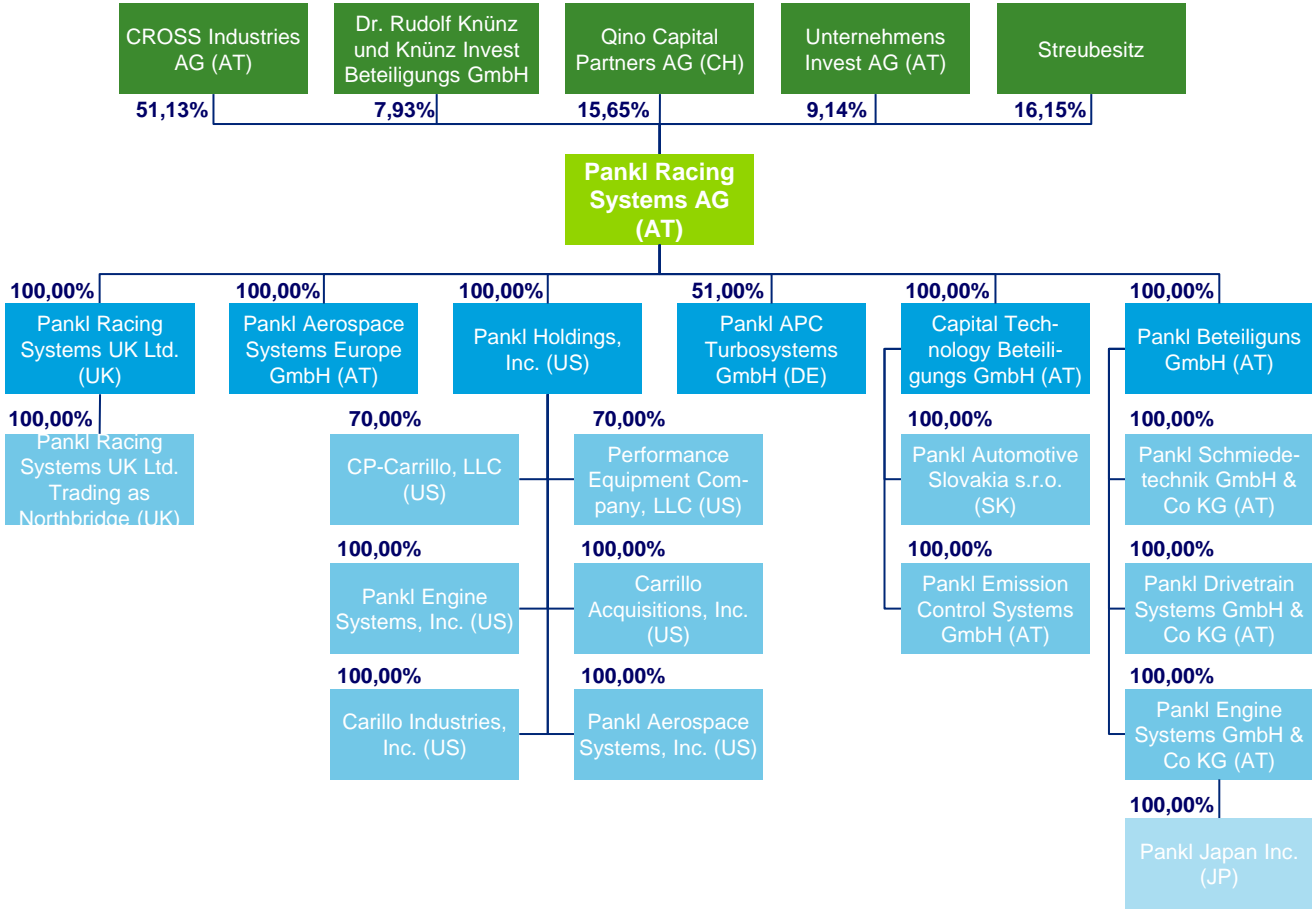 CROSS Industries
AG (AT)
Dr. Rudolf Knünz
und Knünz Invest
Beteiligungs GmbH
Qino Capital
Partners AG (CH)
Unternehmens
Invest AG (AT)
Streubesitz
51,13%
7,93%
15,65%
9,14%
16,15%
Pankl Racing
Systems AG
(AT)
100,00%
100,00%
100,00%
51,00%
100,00%
100,00%
Pankl Racing
Systems UK Ltd.
(UK)
Pankl Aerospace
Systems Europe
GmbH (AT)
Pankl Holdings,
Inc. (US)
Pankl APC
Turbosystems
GmbH (DE)
Capital Tech-
nology Beteili-
gungs GmbH (AT)
Pankl Beteiliguns
GmbH (AT)
100,00%
70,00%
70,00%
100,00%
100,00%
Pankl Racing
Systems UK Ltd.
Trading as
Northbridge (UK)
CP-Carrillo, LLC
(US)
Performance
Equipment Com-
pany, LLC (US)
Pankl Automotive
Slovakia s.r.o.
(SK)
Pankl Schmiede-
technik GmbH &
Co KG (AT)
100,00%
100,00%
100,00%
100,00%
Pankl Engine
Systems, Inc. (US)
Carrillo
Acquisitions, Inc.
(US)
Pankl Emission
Control Systems
GmbH (AT)
Pankl Drivetrain
Systems GmbH &
Co KG (AT)
100,00%
100,00%
100,00%
Carillo Industries,
Inc. (US)
Pankl Aerospace
Systems, Inc. (US)
Pankl Engine
Systems GmbH &
Co KG (AT)
100,00%
Pankl Japan Inc.
(JP)